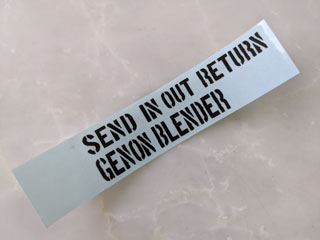 SEND IN OUT RETURN
GENON BLENDER